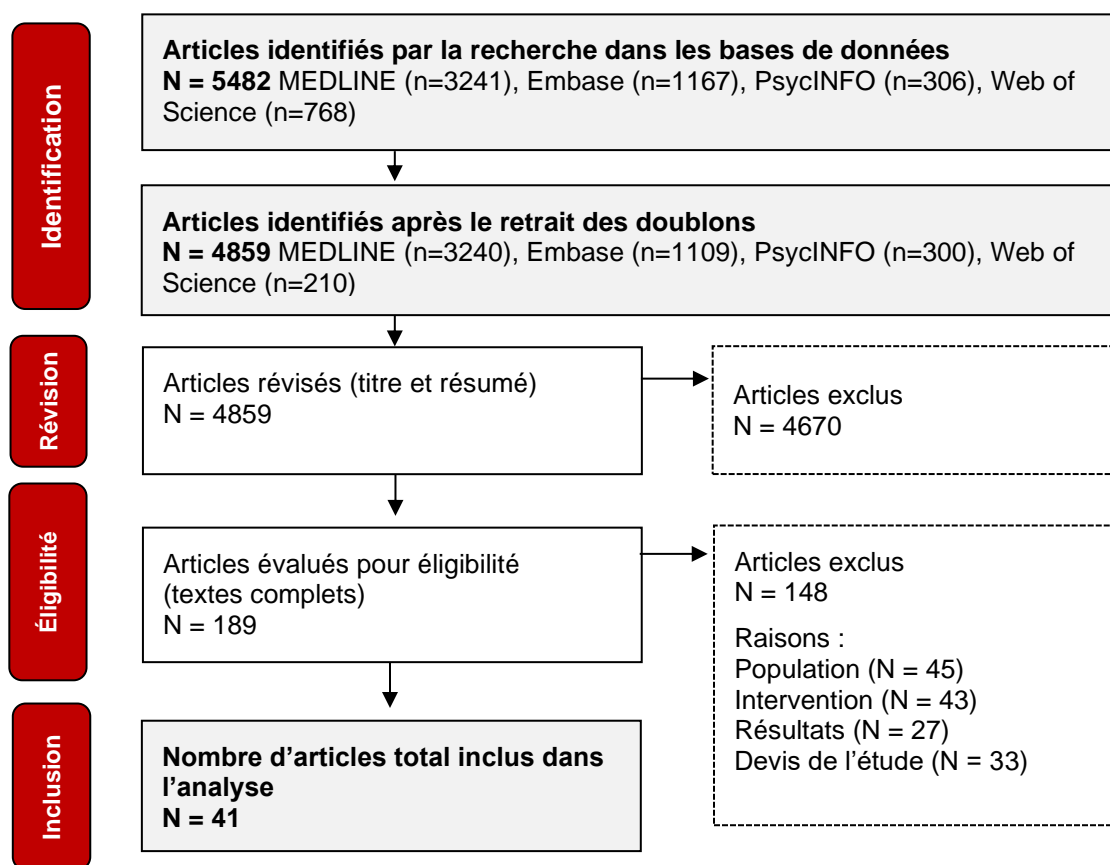 Identification
Articles identifiés par la recherche dans les bases de données
N = 5482 MEDLINE (n=3241), Embase (n=1167), PsycINFO (n=306), Web of
Science (n=768)
Articles identifiés après le retrait des doublons
N = 4859 MEDLINE (n=3240), Embase (n=1109), PsycINFO (n=300), Web of
Science (n=210)
Révision
Articles révisés (titre et résumé)
N = 4859
Articles exclus
N = 4670
Éligibilité
Articles évalués pour éligibilité
(textes complets)
N = 189
Articles exclus
N = 148
Raisons :
Population (N = 45)
Intervention (N = 43)
Résultats (N = 27)
Devis de l’étude (N = 33)
Inclusion
Nombre d’articles total inclus dans
l’analyse
N = 41